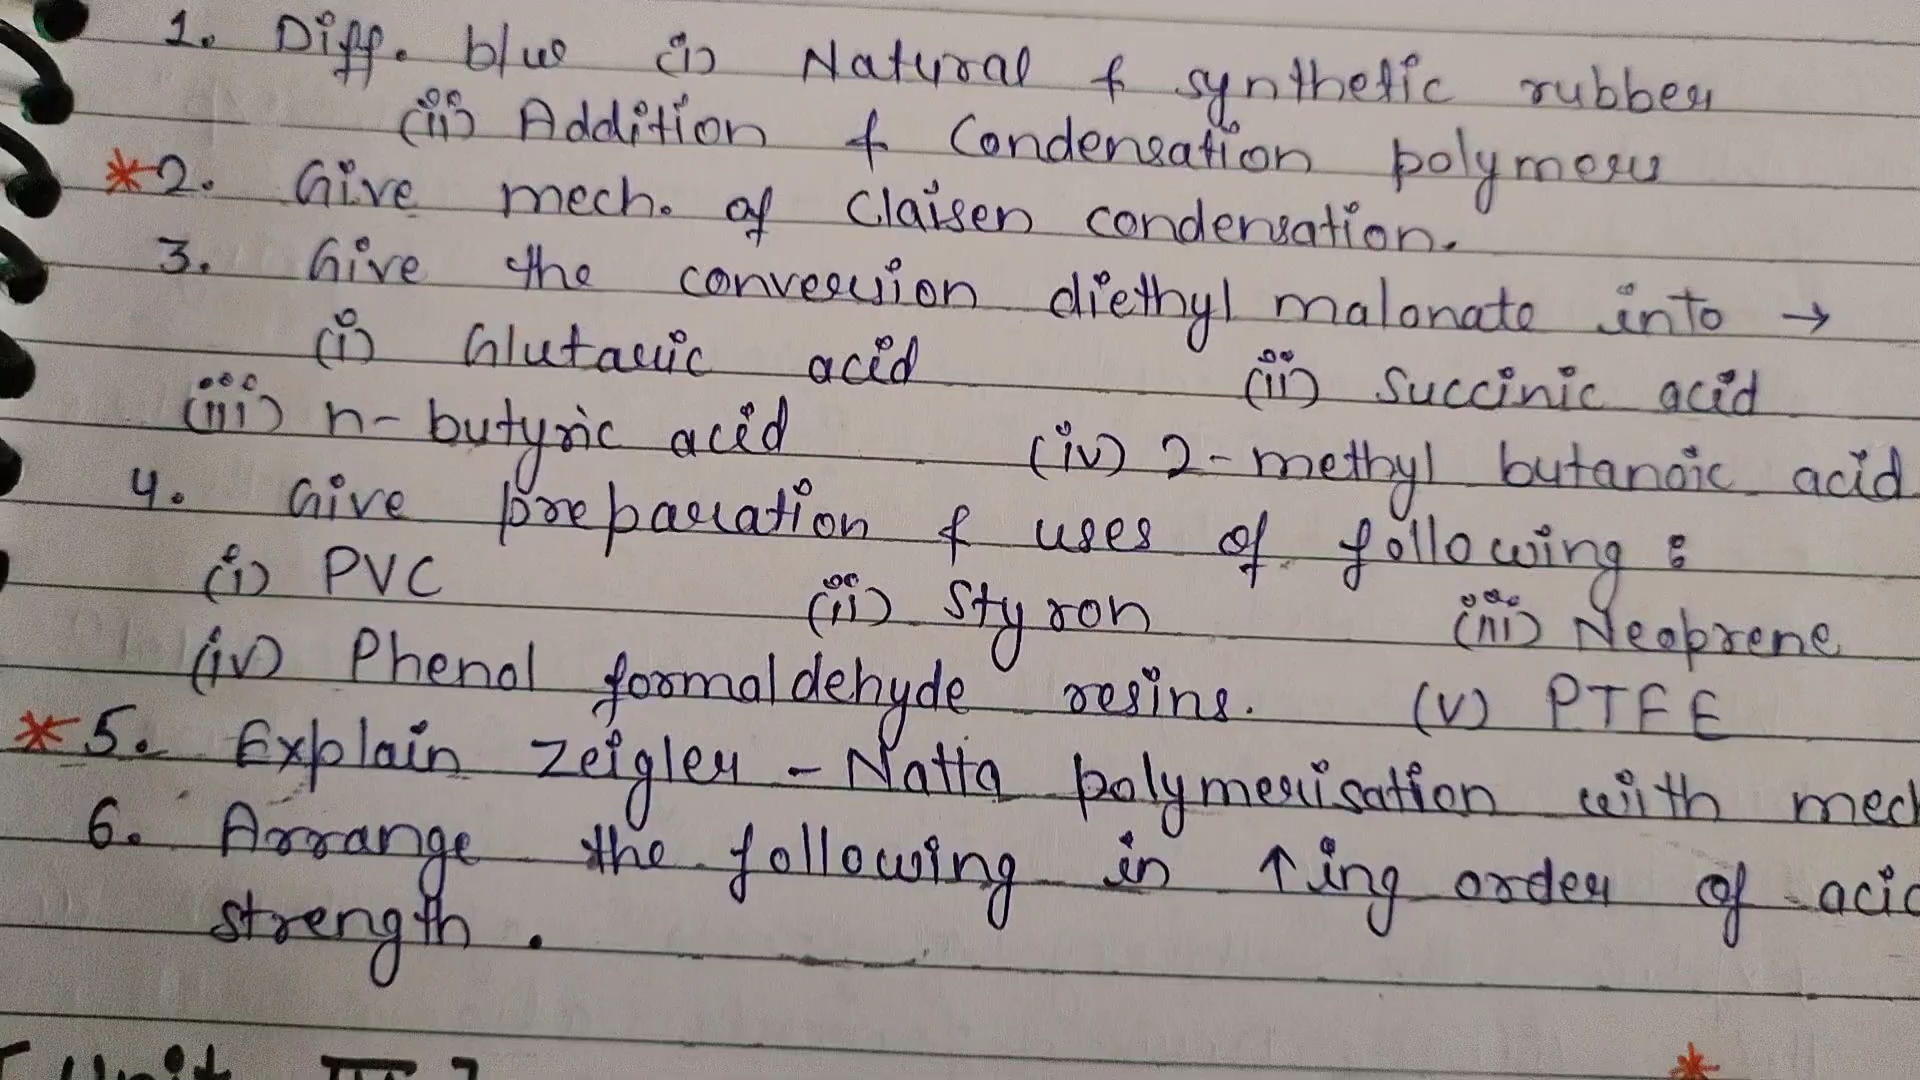 1. Diff. b/w (i) Natural & synthetic rubber
(ii) Addition & Condensation polymers
*2. Give mech. of Claisen condensation.
3. Give the conversion diethyl malonate into →
(i) Glutaric acid (ii) Succinic acid
(iii) n-butyric acid (iv) 2-methyl butanoic acid
4. Give preparation & uses of following :
(i) PVC (ii) Styron (iii) Neoprene
(iv) Phenol formaldehyde resins. (v) PTFE
*5. Explain Zeigler-Natta polymerisation with mech
6. Arrange the following in ↑ing order of acic
strength.
[Unit III]
*